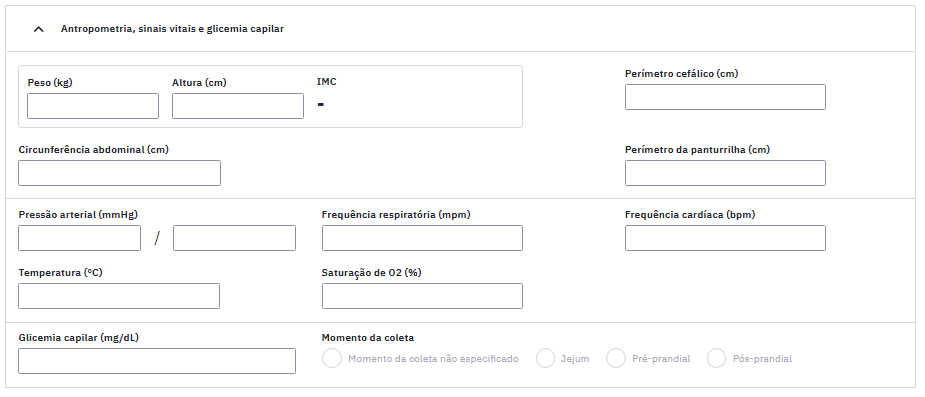 Antropometria, sinais vitais e glicemia capilar
Peso (kg) Altura (cm) IMC Perímetro cefálico (cm)
-
Circunferência abdominal (cm) Perímetro da panturrilha (cm)
Pressão arterial (mmHg) Frequência respiratória (mpm) Frequência cardíaca (bpm)
/
Temperatura (ºC) Saturação de O2 (%)
Glicemia capilar (mg/dL) Momento da coleta
Momento da coleta não especificado Jejum Pré-prandial Pós-prandial